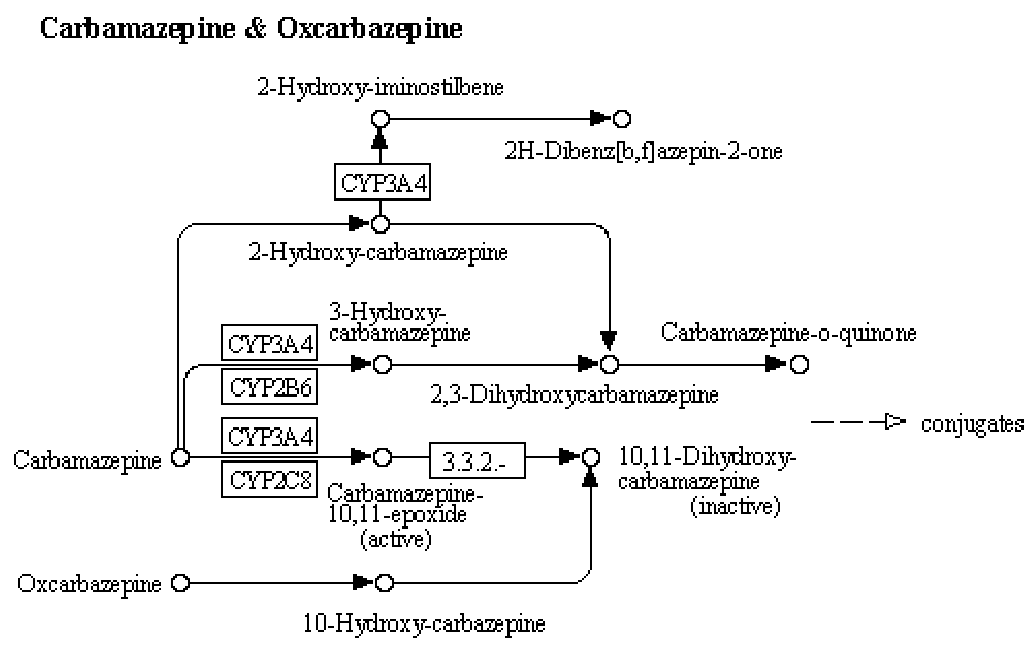 Carbamazepine & Oxcarbazepine
2-Hydroxy-iminostilbene
2H-Dibenz[b,f]azepin-2-one
CYP3A4
2-Hydroxy-carbamazepine
3-Hydroxy-
carbamazepine
Carbamazepine-o-quinone
CYP3A4
CYP2B6
2,3-Dihydroxycarbamazepine
conjugates
CYP3A4
Carbamazepine
3.3.2.-
10,11-Dihydroxy-
carbamazepine
(inactive)
CYP2C8
Carbamazepine-
10,11-epoxide
(active)
Oxcarbazepine
10-Hydroxy-carbazepine